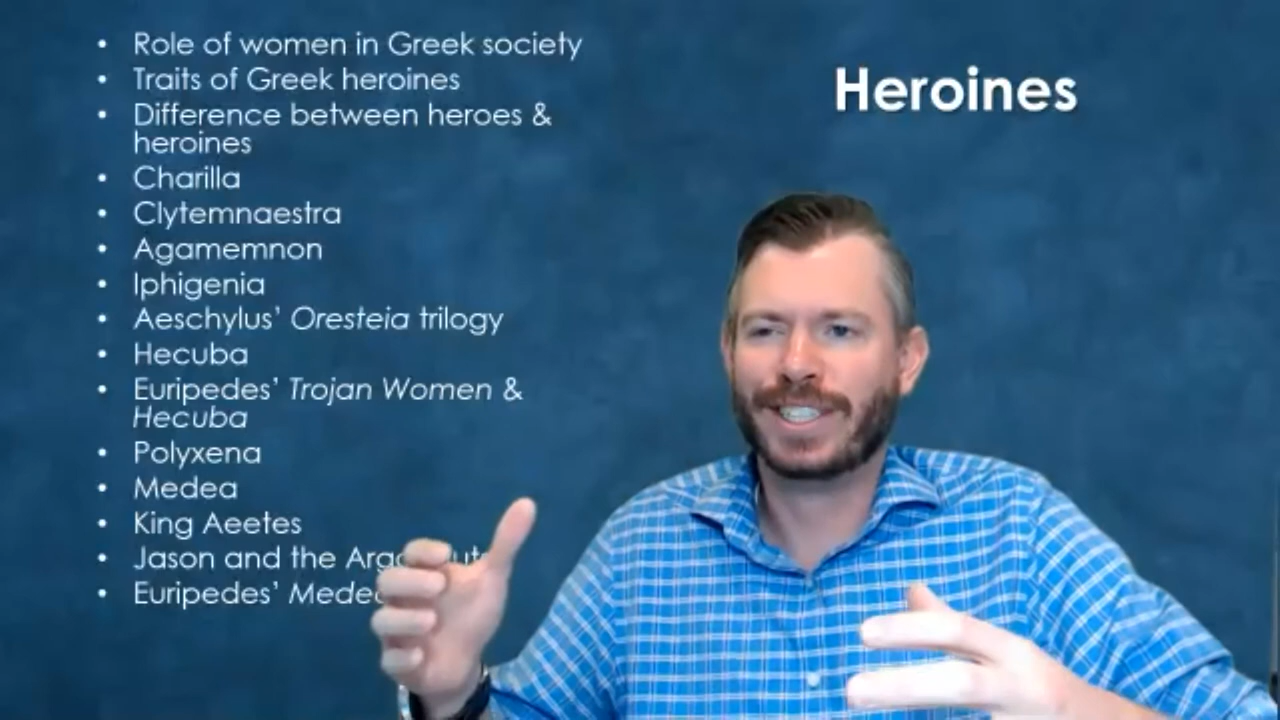 Heroines
• Role of women in Greek society
• Traits of Greek heroines
• Difference between heroes &
heroines
• Charilla
• Clytemnaestra
• Agamemnon
• Iphigenia
• Aeschylus' Oresteia trilogy
• Hecuba
• Euripedes' Trojan Women &
Hecuba
• Polyxena
• Medea
• King Aeetes
• Jason and the
• Euripedes'